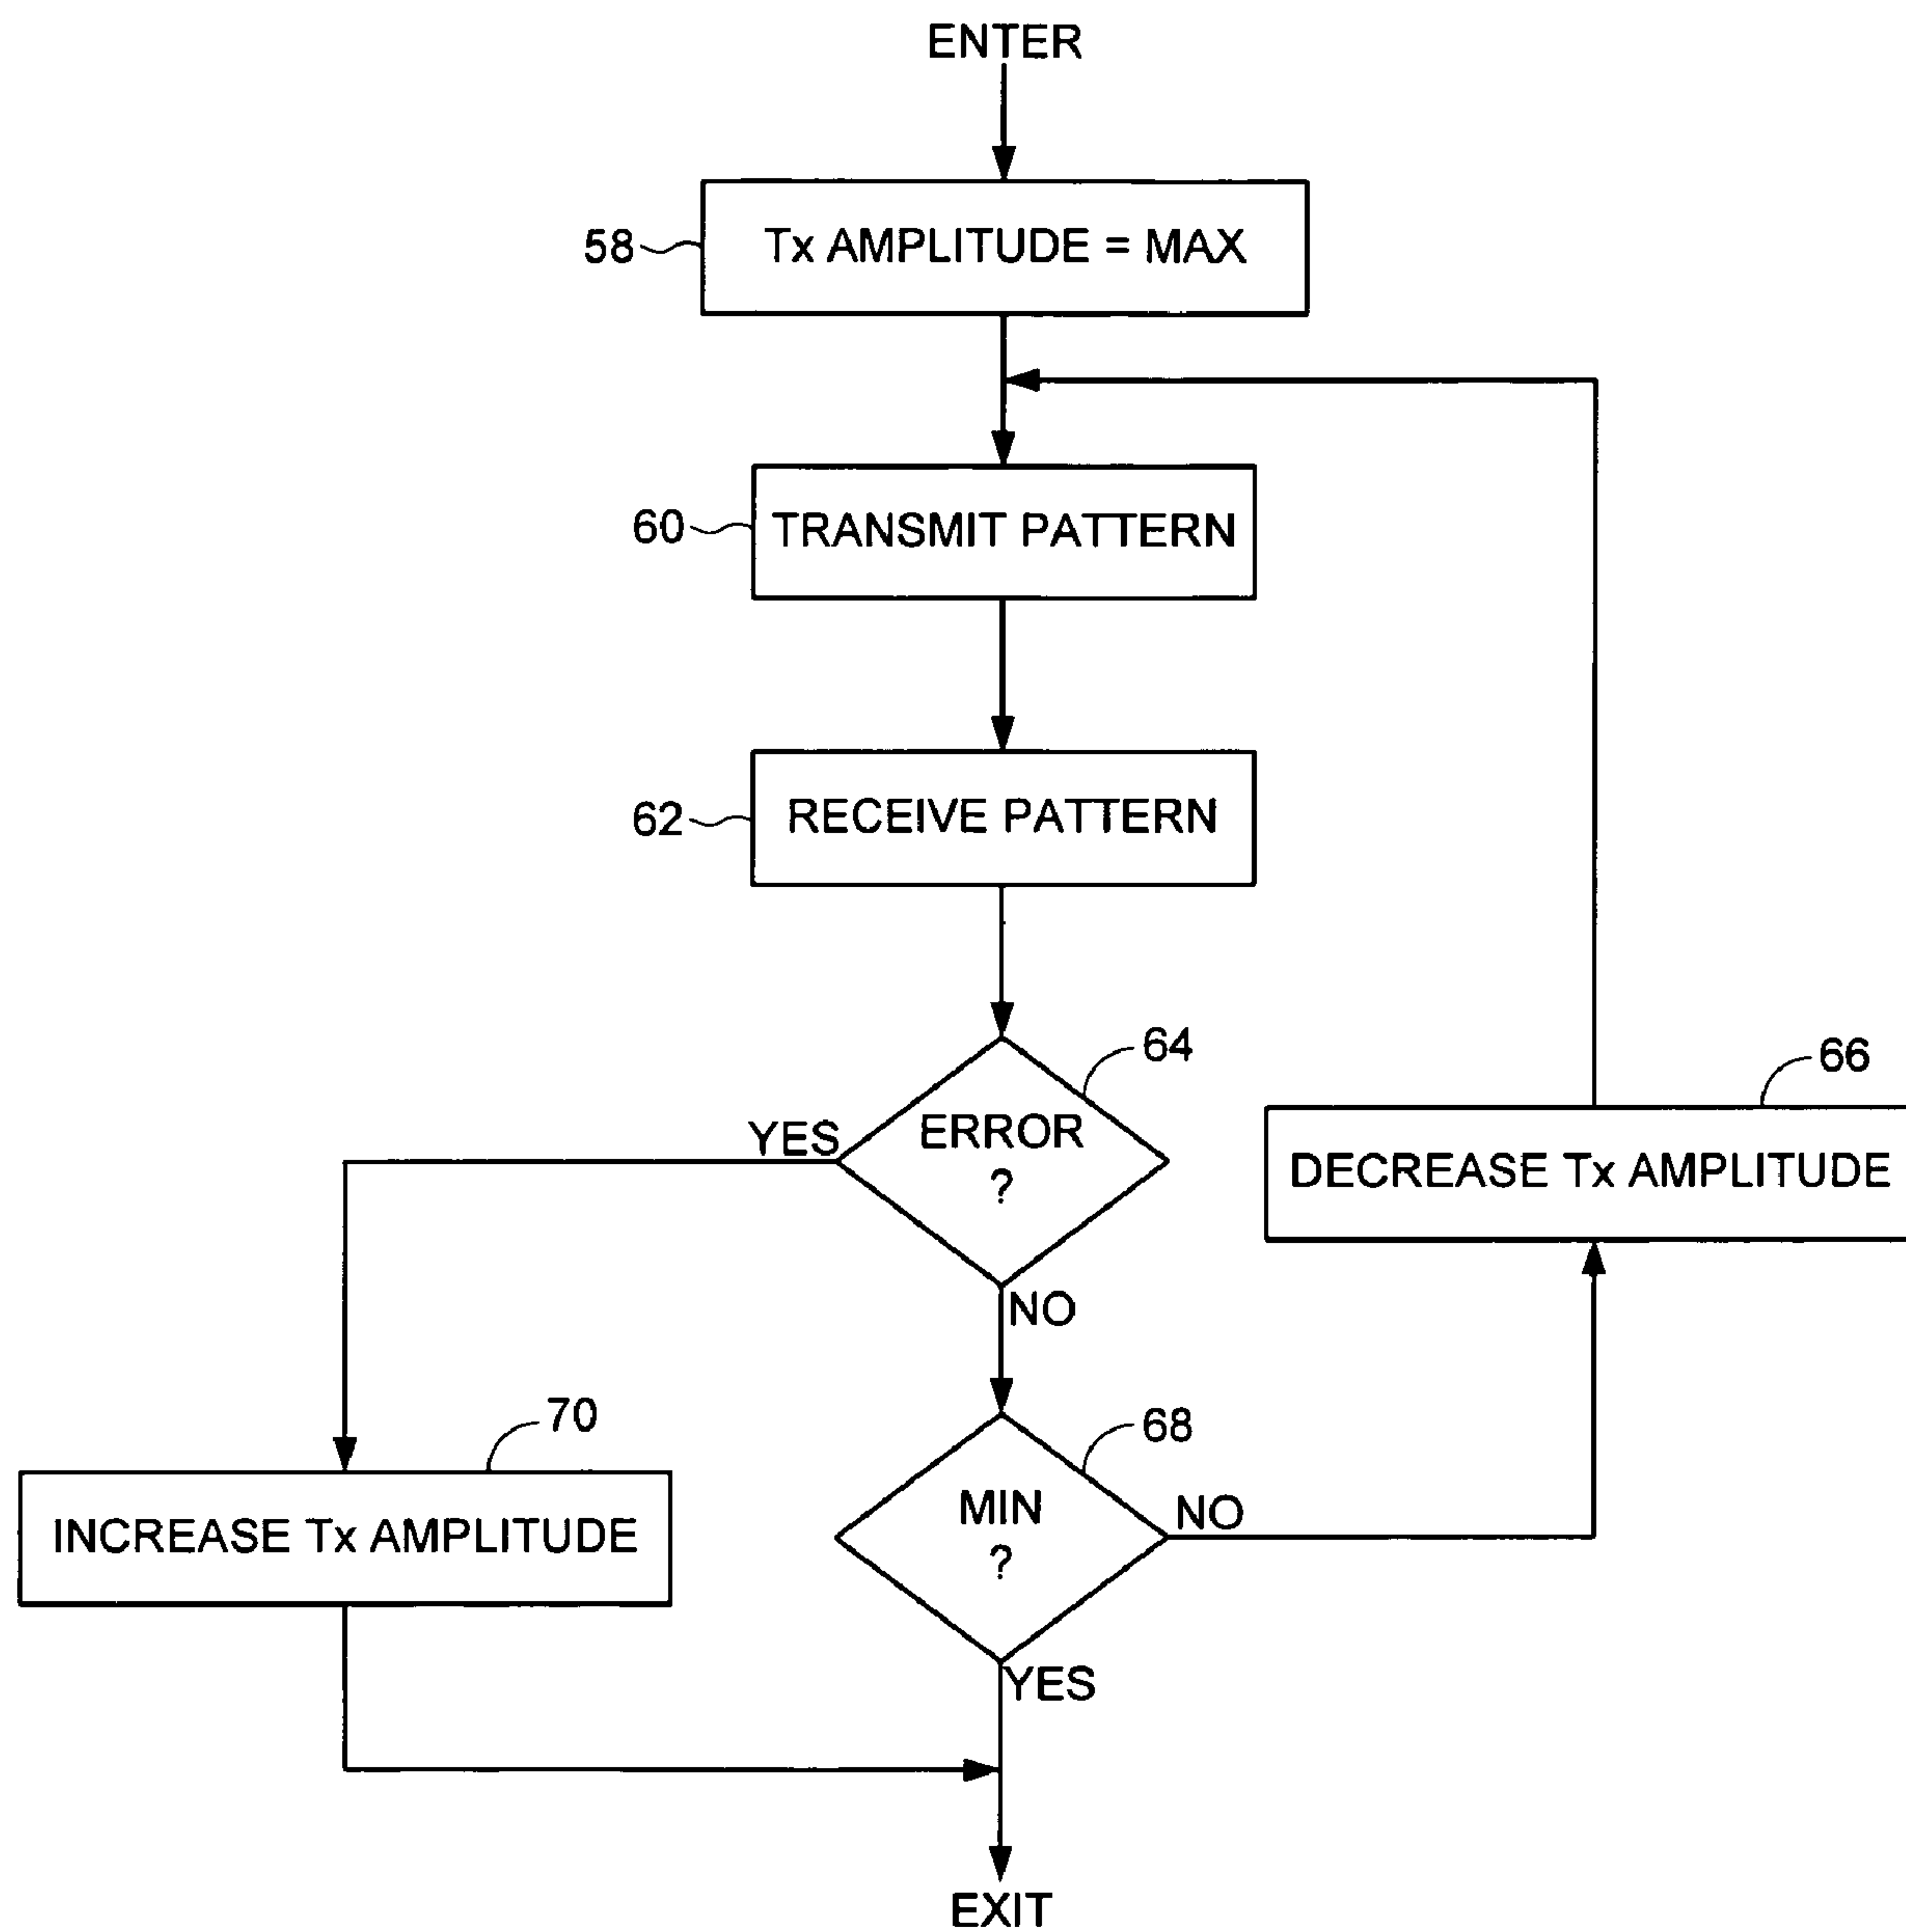 ENTER
58
Tx AMPLITUDE = MAX
60
TRANSMIT PATTERN
62
RECEIVE PATTERN
64
ERROR
?
YES
NO
66
DECREASE Tx AMPLITUDE
70
INCREASE Tx AMPLITUDE
68
MIN
?
NO
YES
EXIT